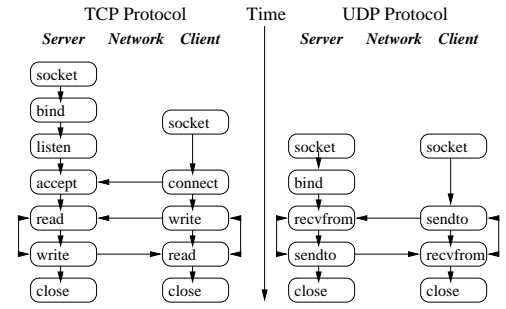 TCP Protocol Time UDP Protocol
Server Network Client Server Network Client
socket
bind
socket
listen socket socket
accept connect bind
read write recvfrom sendto
write read sendto recvfrom
close close close close